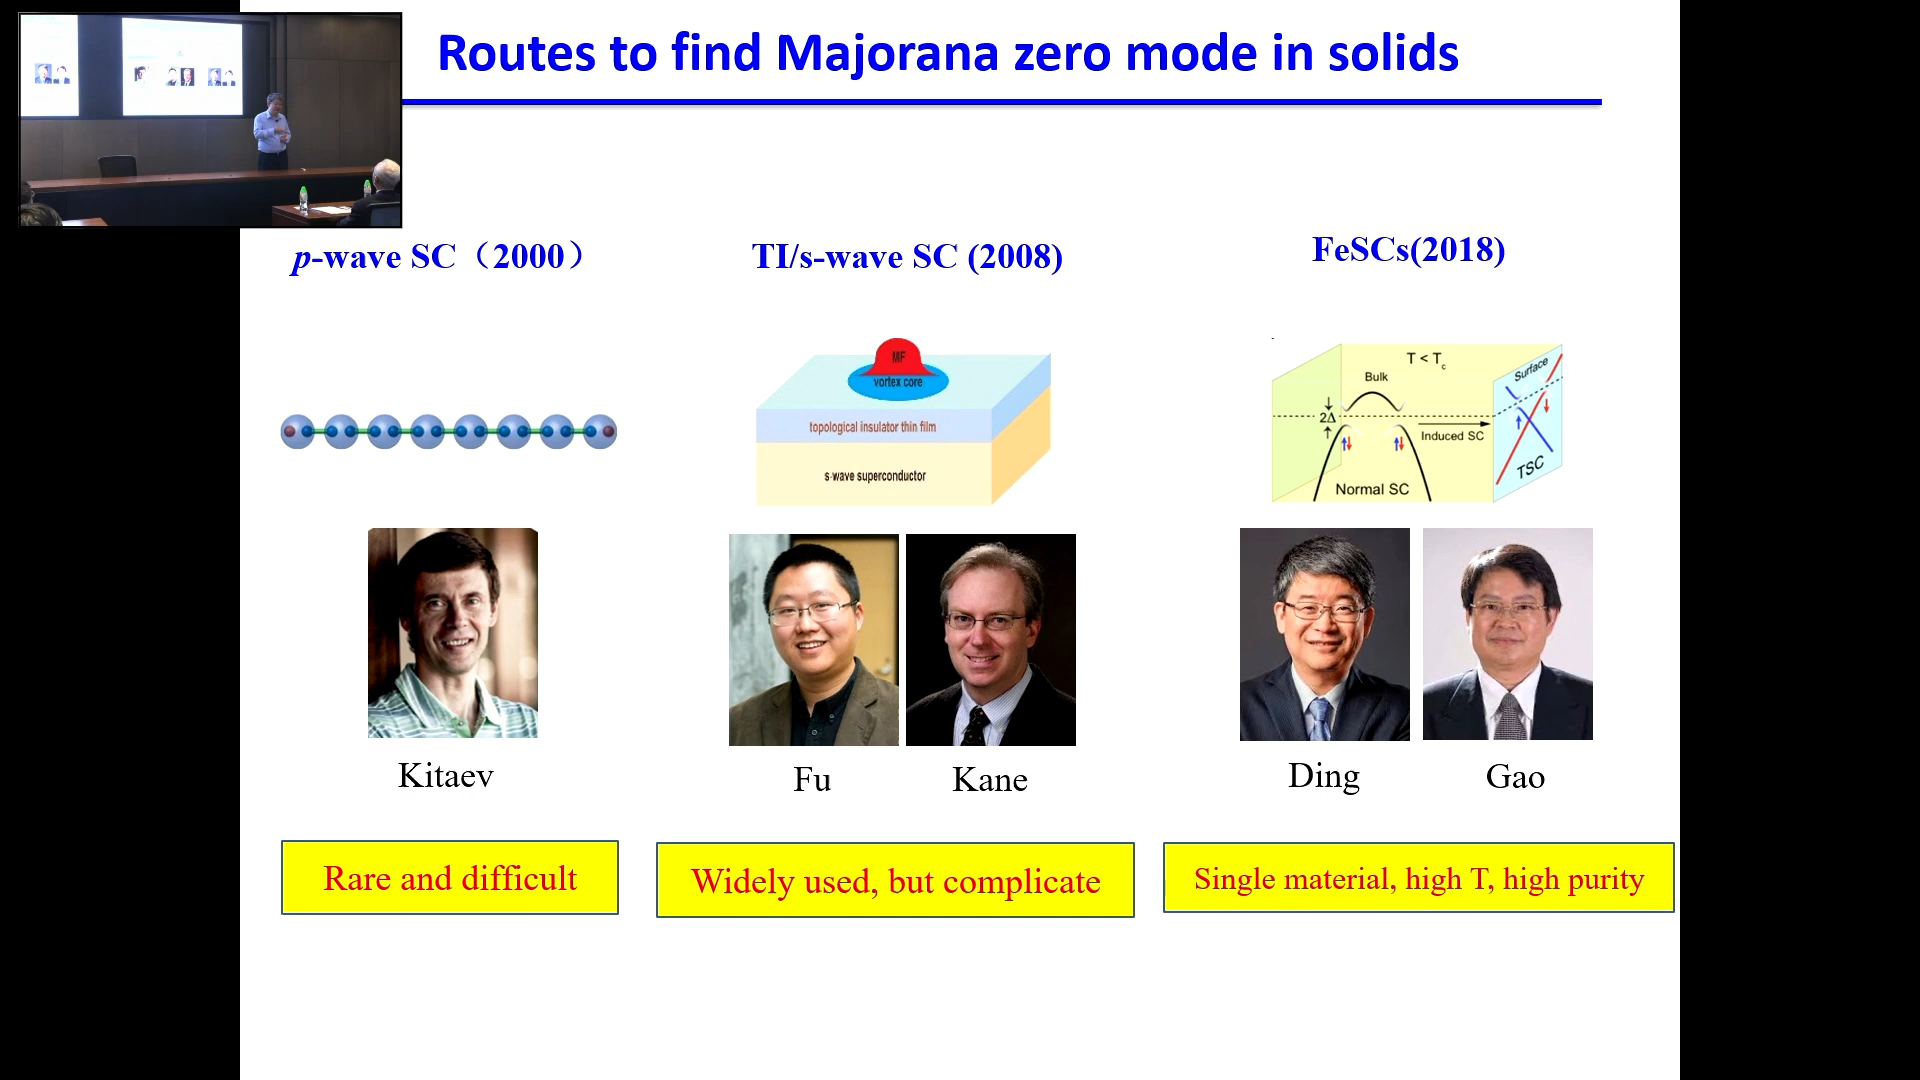 Routes to find Majorana zero mode in solids
p-wave SC（2000）
TI/s-wave SC (2008)
FeSCs(2018)
MF
vortex core
topological insulator thin film
s-wave superconductor
T < Tc
Bulk
Surface
2Δ
Induced SC
TSC
Normal SC
Kitaev
Fu
Kane
Ding
Gao
Rare and difficult
Widely used, but complicate
Single material, high T, high purity